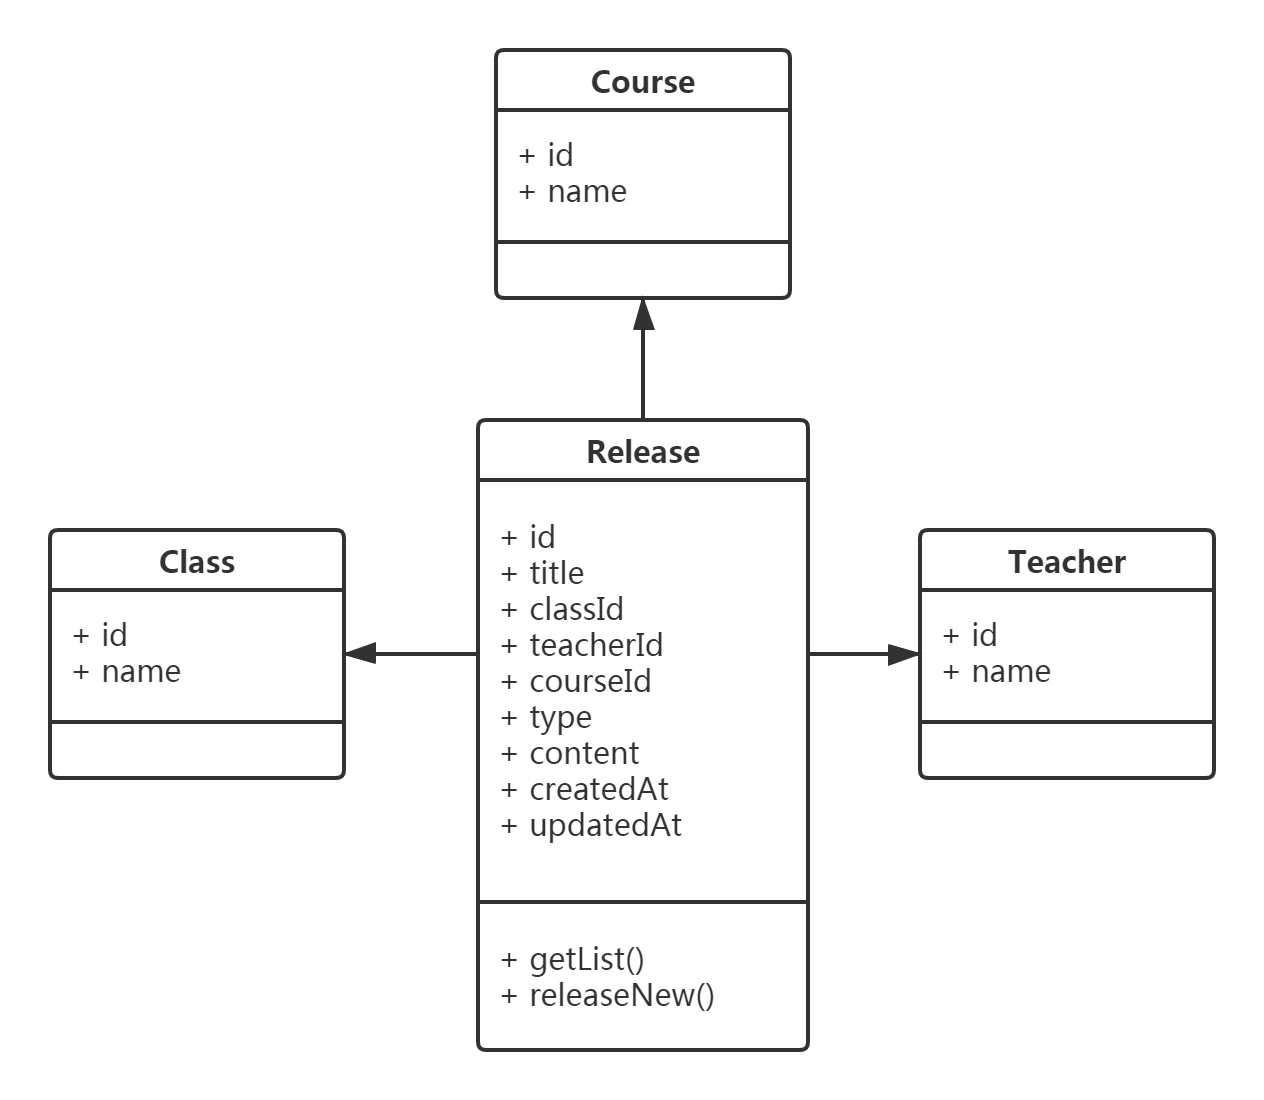 Course
+ id
+ name
Release
+ id
+ title
+ classId
+ teacherId
+ courseId
+ type
+ content
+ createdAt
+ updatedAt
+ getList()
+ releaseNew()
Class
+ id
+ name
Teacher
+ id
+ name